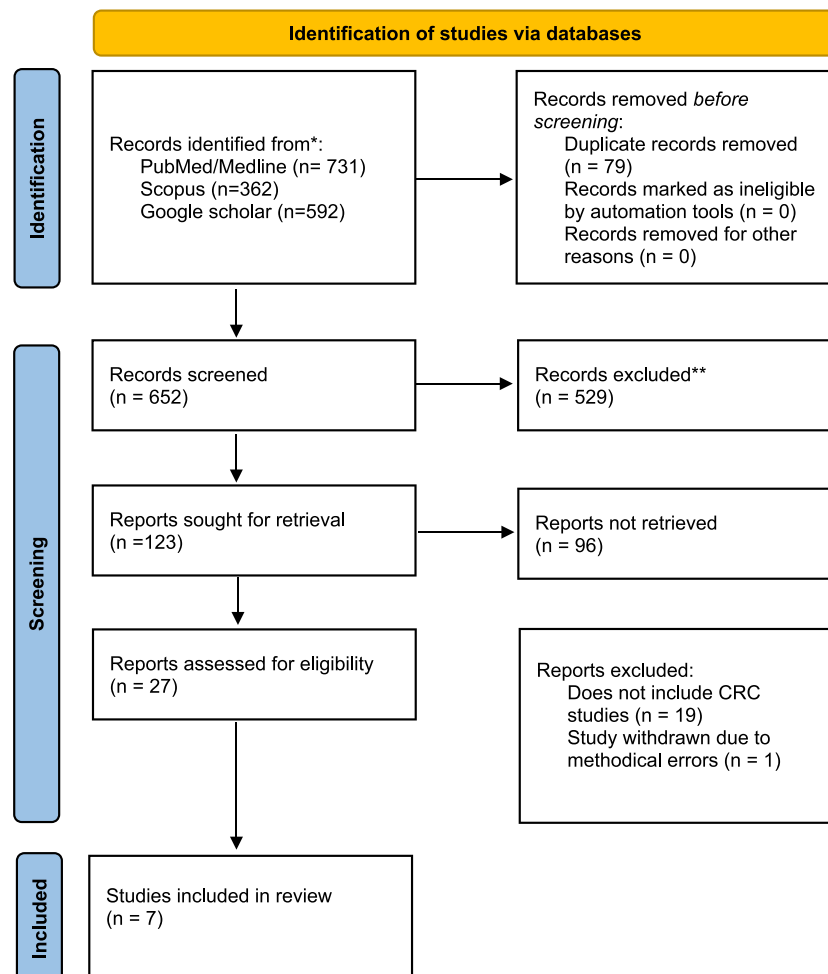 Identification of studies via databases
Identification
Records identified from*:
PubMed/Medline (n= 731)
Scopus (n=362)
Google scholar (n=592)
Records removed before
screening:
Duplicate records removed
(n = 79)
Records marked as ineligible
by automation tools (n = 0)
Records removed for other
reasons (n = 0)
Screening
Records screened
(n = 652)
Records excluded**
(n = 529)
Reports sought for retrieval
(n =123)
Reports not retrieved
(n = 96)
Reports assessed for eligibility
(n = 27)
Reports excluded:
Does not include CRC
studies (n = 19)
Study withdrawn due to
methodical errors (n = 1)
Included
Studies included in review
(n = 7)